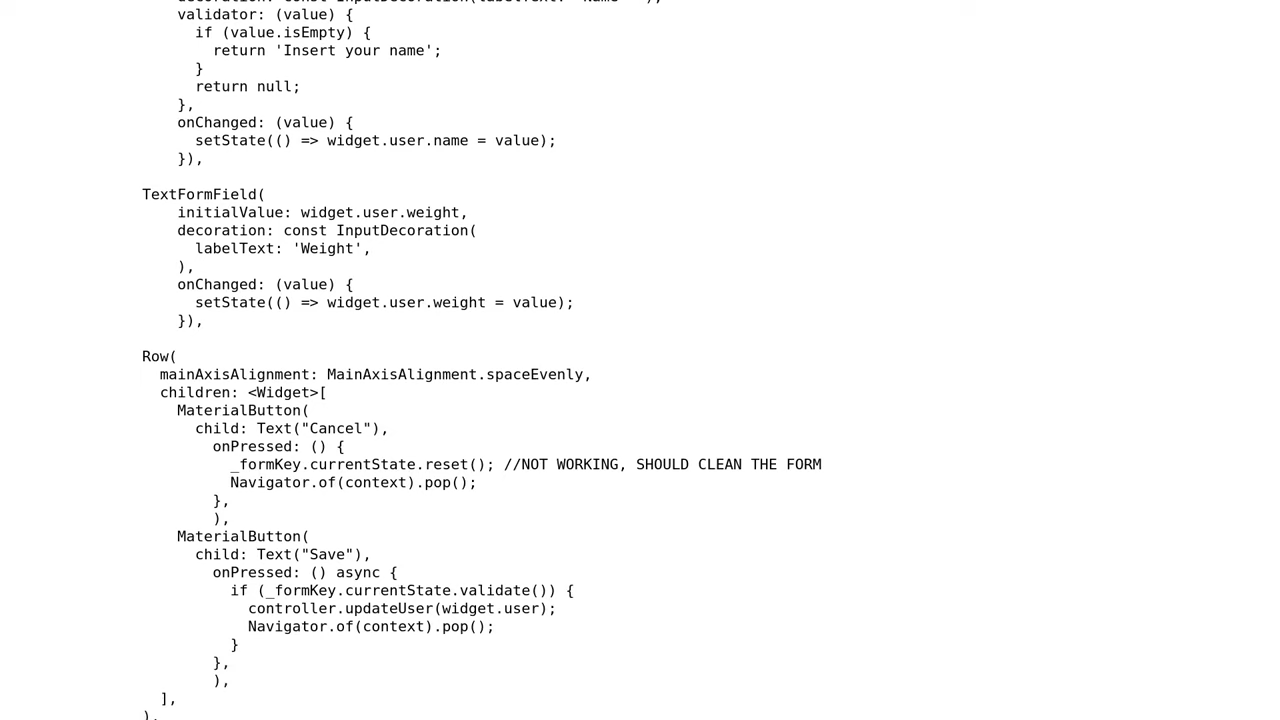 validator: (value) {
if (value.isEmpty) {
return 'Insert your name';
}
return null;
},
onChanged: (value) {
setState(() => widget.user.name = value);
}),
TextFormField(
initialValue: widget.user.weight,
decoration: const InputDecoration(
labelText: 'Weight',
),
onChanged: (value) {
setState(() => widget.user.weight = value);
}),
Row(
mainAxisAlignment: MainAxisAlignment.spaceEvenly,
children: <Widget>[
MaterialButton(
child: Text("Cancel"),
onPressed: () {
_formKey.currentState.reset(); //NOT WORKING, SHOULD CLEAN THE FORM
Navigator.of(context).pop();
},
),
MaterialButton(
child: Text("Save"),
onPressed: () async {
if (_formKey.currentState.validate()) {
controller.updateUser(widget.user);
Navigator.of(context).pop();
}
},
),
],
),